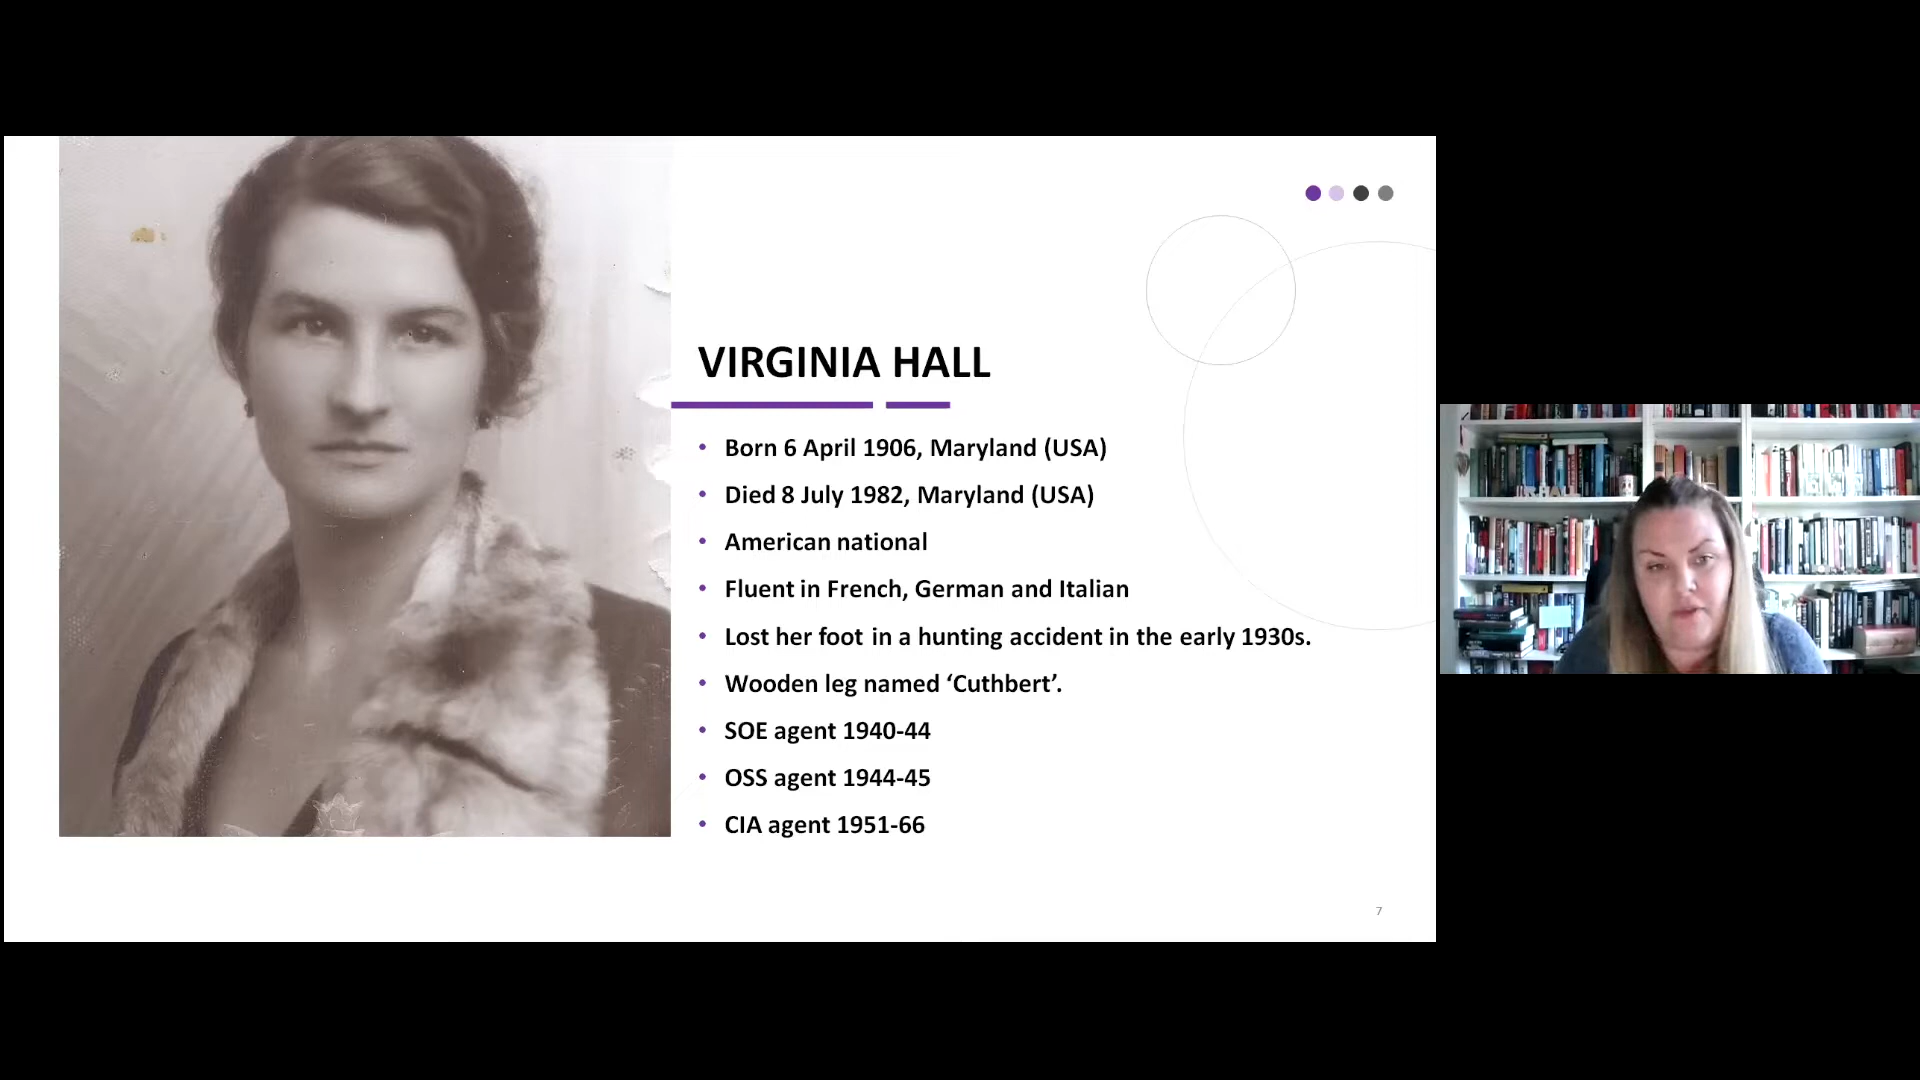 VIRGINIA HALL
• Born 6 April 1906, Maryland (USA)
• Died 8 July 1982, Maryland (USA)
• American national
• Fluent in French, German and Italian
• Lost her foot in a hunting accident in the early 1930s.
• Wooden leg named ‘Cuthbert’.
• SOE agent 1940-44
• OSS agent 1944-45
• CIA agent 1951-66
7